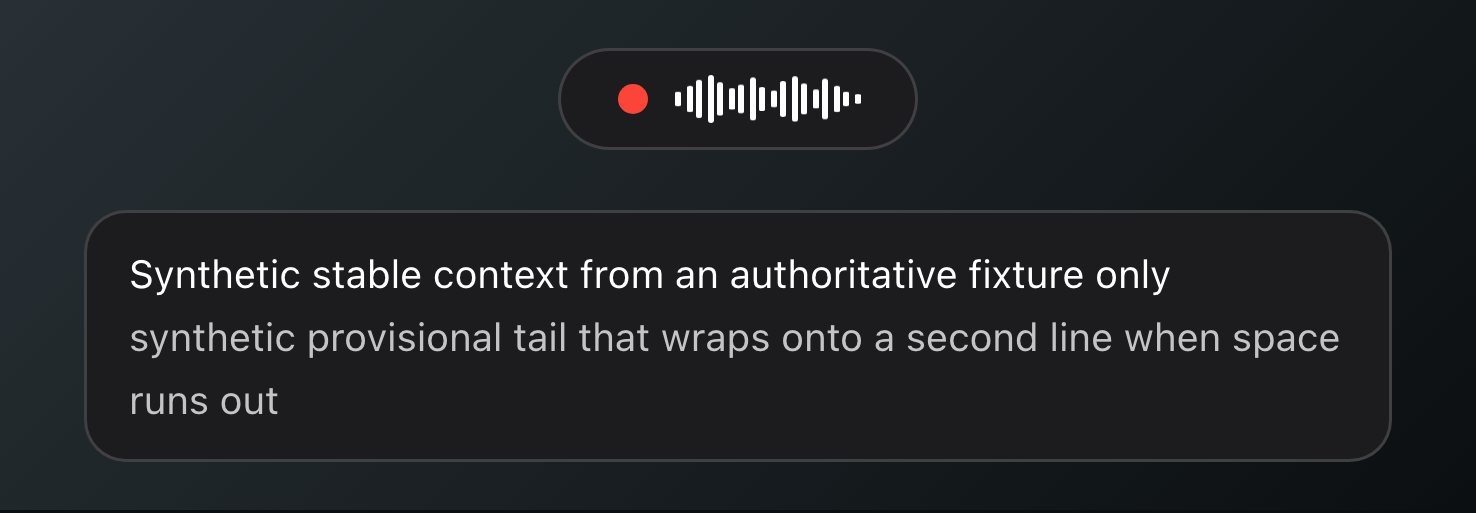 Synthetic stable context from an authoritative fixture only
synthetic provisional tail that wraps onto a second line when space
runs out